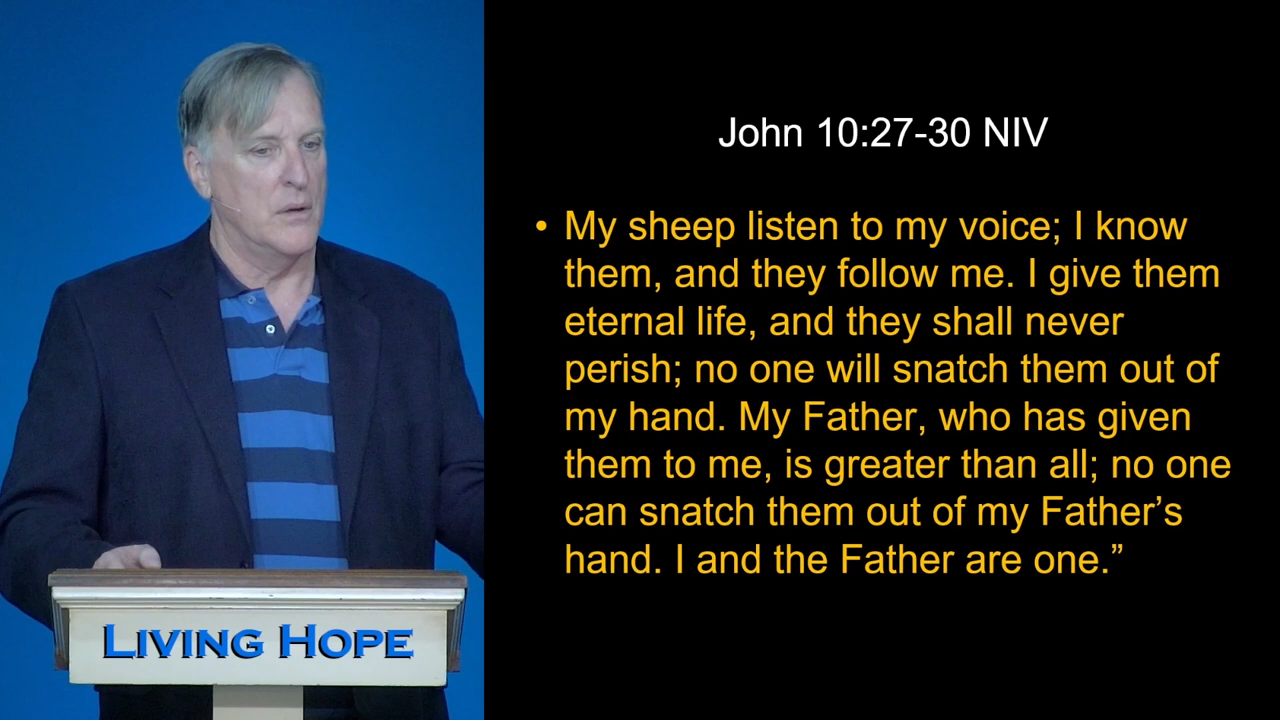 John 10:27-30 NIV
• My sheep listen to my voice; I know
them, and they follow me. I give them
eternal life, and they shall never
perish; no one will snatch them out of
my hand. My Father, who has given
them to me, is greater than all; no one
can snatch them out of my Father’s
hand. I and the Father are one.”
LIVING HOPE